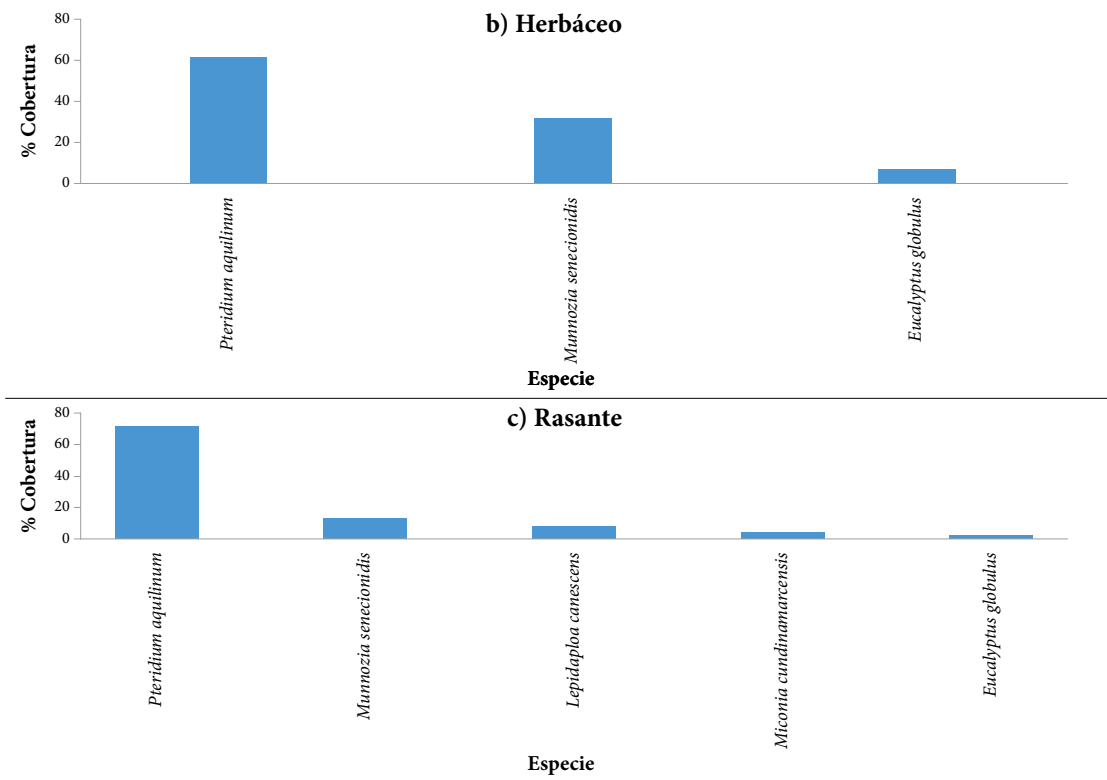 b) Herbáceo
% Cobertura
80
60
40
20
0
Pteridium aquilinum
Munnozia senecionidis
Eucalyptus globulus
Especie
c) Rasante
% Cobertura
80
60
40
20
0
Pteridium aquilinum
Munnozia senecionidis
Lepidaploa canescens
Miconia cundinamarcensis
Eucalyptus globulus
Especie